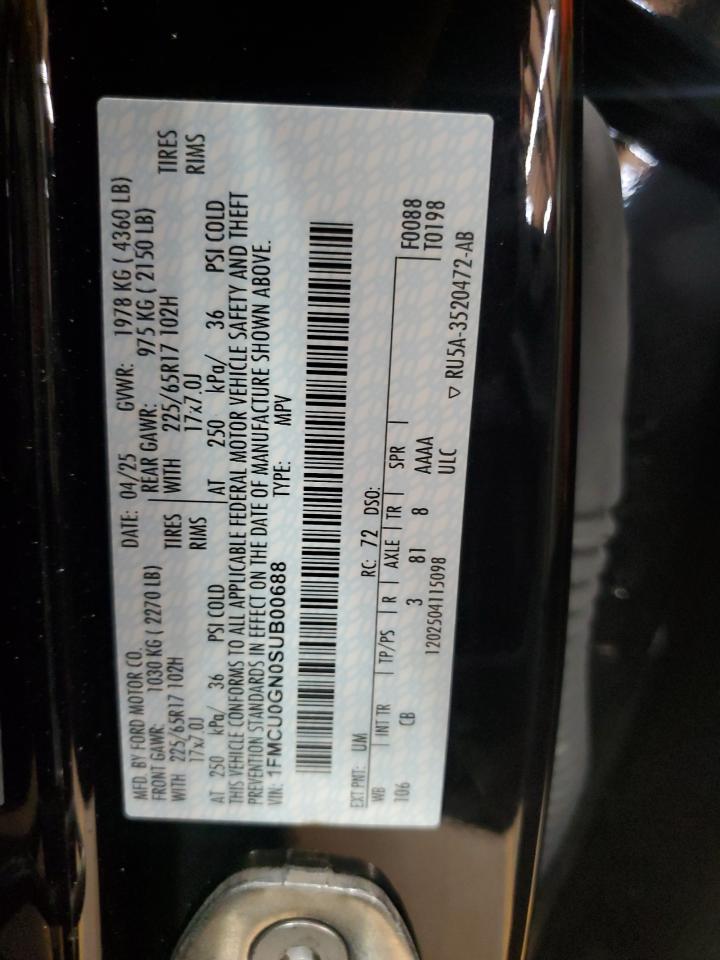 MFD. BY FORD MOTOR CO.
DATE: 04/25 GVWR: 1978 KG ( 4360 LB)
FRONT GAWR: 1030 KG ( 2270 LB) REAR GAWR: 975 KG ( 2150 LB)
WITH 225/65R17 102H TIRES WITH 225/65R17 102H TIRES
17x7.0J RIMS 17x7.0J RIMS
AT 250 kPa/ 36 PSI COLD AT 250 kPa/ 36 PSI COLD
THIS VEHICLE CONFORMS TO ALL APPLICABLE FEDERAL MOTOR VEHICLE SAFETY AND THEFT
PREVENTION STANDARDS IN EFFECT ON THE DATE OF MANUFACTURE SHOWN ABOVE.
VIN: 1FMCU0GN0SUB00688 TYPE: MPV
EXT PNT: UM RC: 72 DSO: F0088
WB INT TR TP/PS R AXLE TR SPR T0198
106 CB 3 81 8 AAAA
1202504115098 ULC
▽ RU5A-3520472-AB